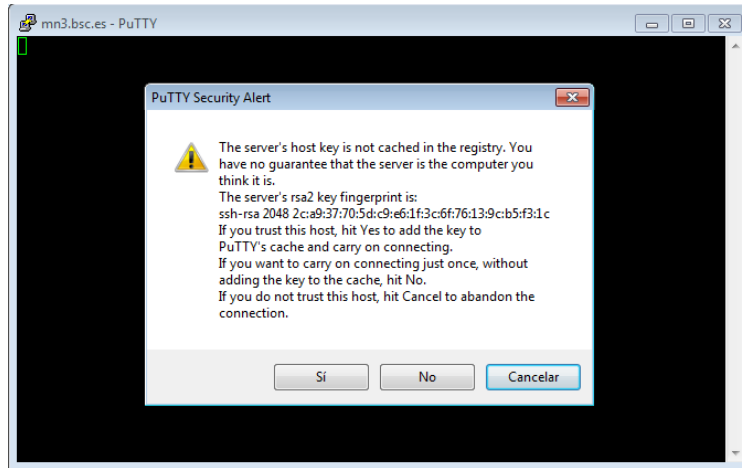 mn3.bsc.es - PuTTY
PuTTY Security Alert
The server's host key is not cached in the registry. You
have no guarantee that the server is the computer you
think it is.
The server's rsa2 key fingerprint is:
ssh-rsa 2048 2c:a9:37:70:5d:c9:e6:1f:3c:6f:76:13:9c:b5:f3:1c
If you trust this host, hit Yes to add the key to
PuTTY's cache and carry on connecting.
If you want to carry on connecting just once, without
adding the key to the cache, hit No.
If you do not trust this host, hit Cancel to abandon the
connection.
Sí No Cancelar